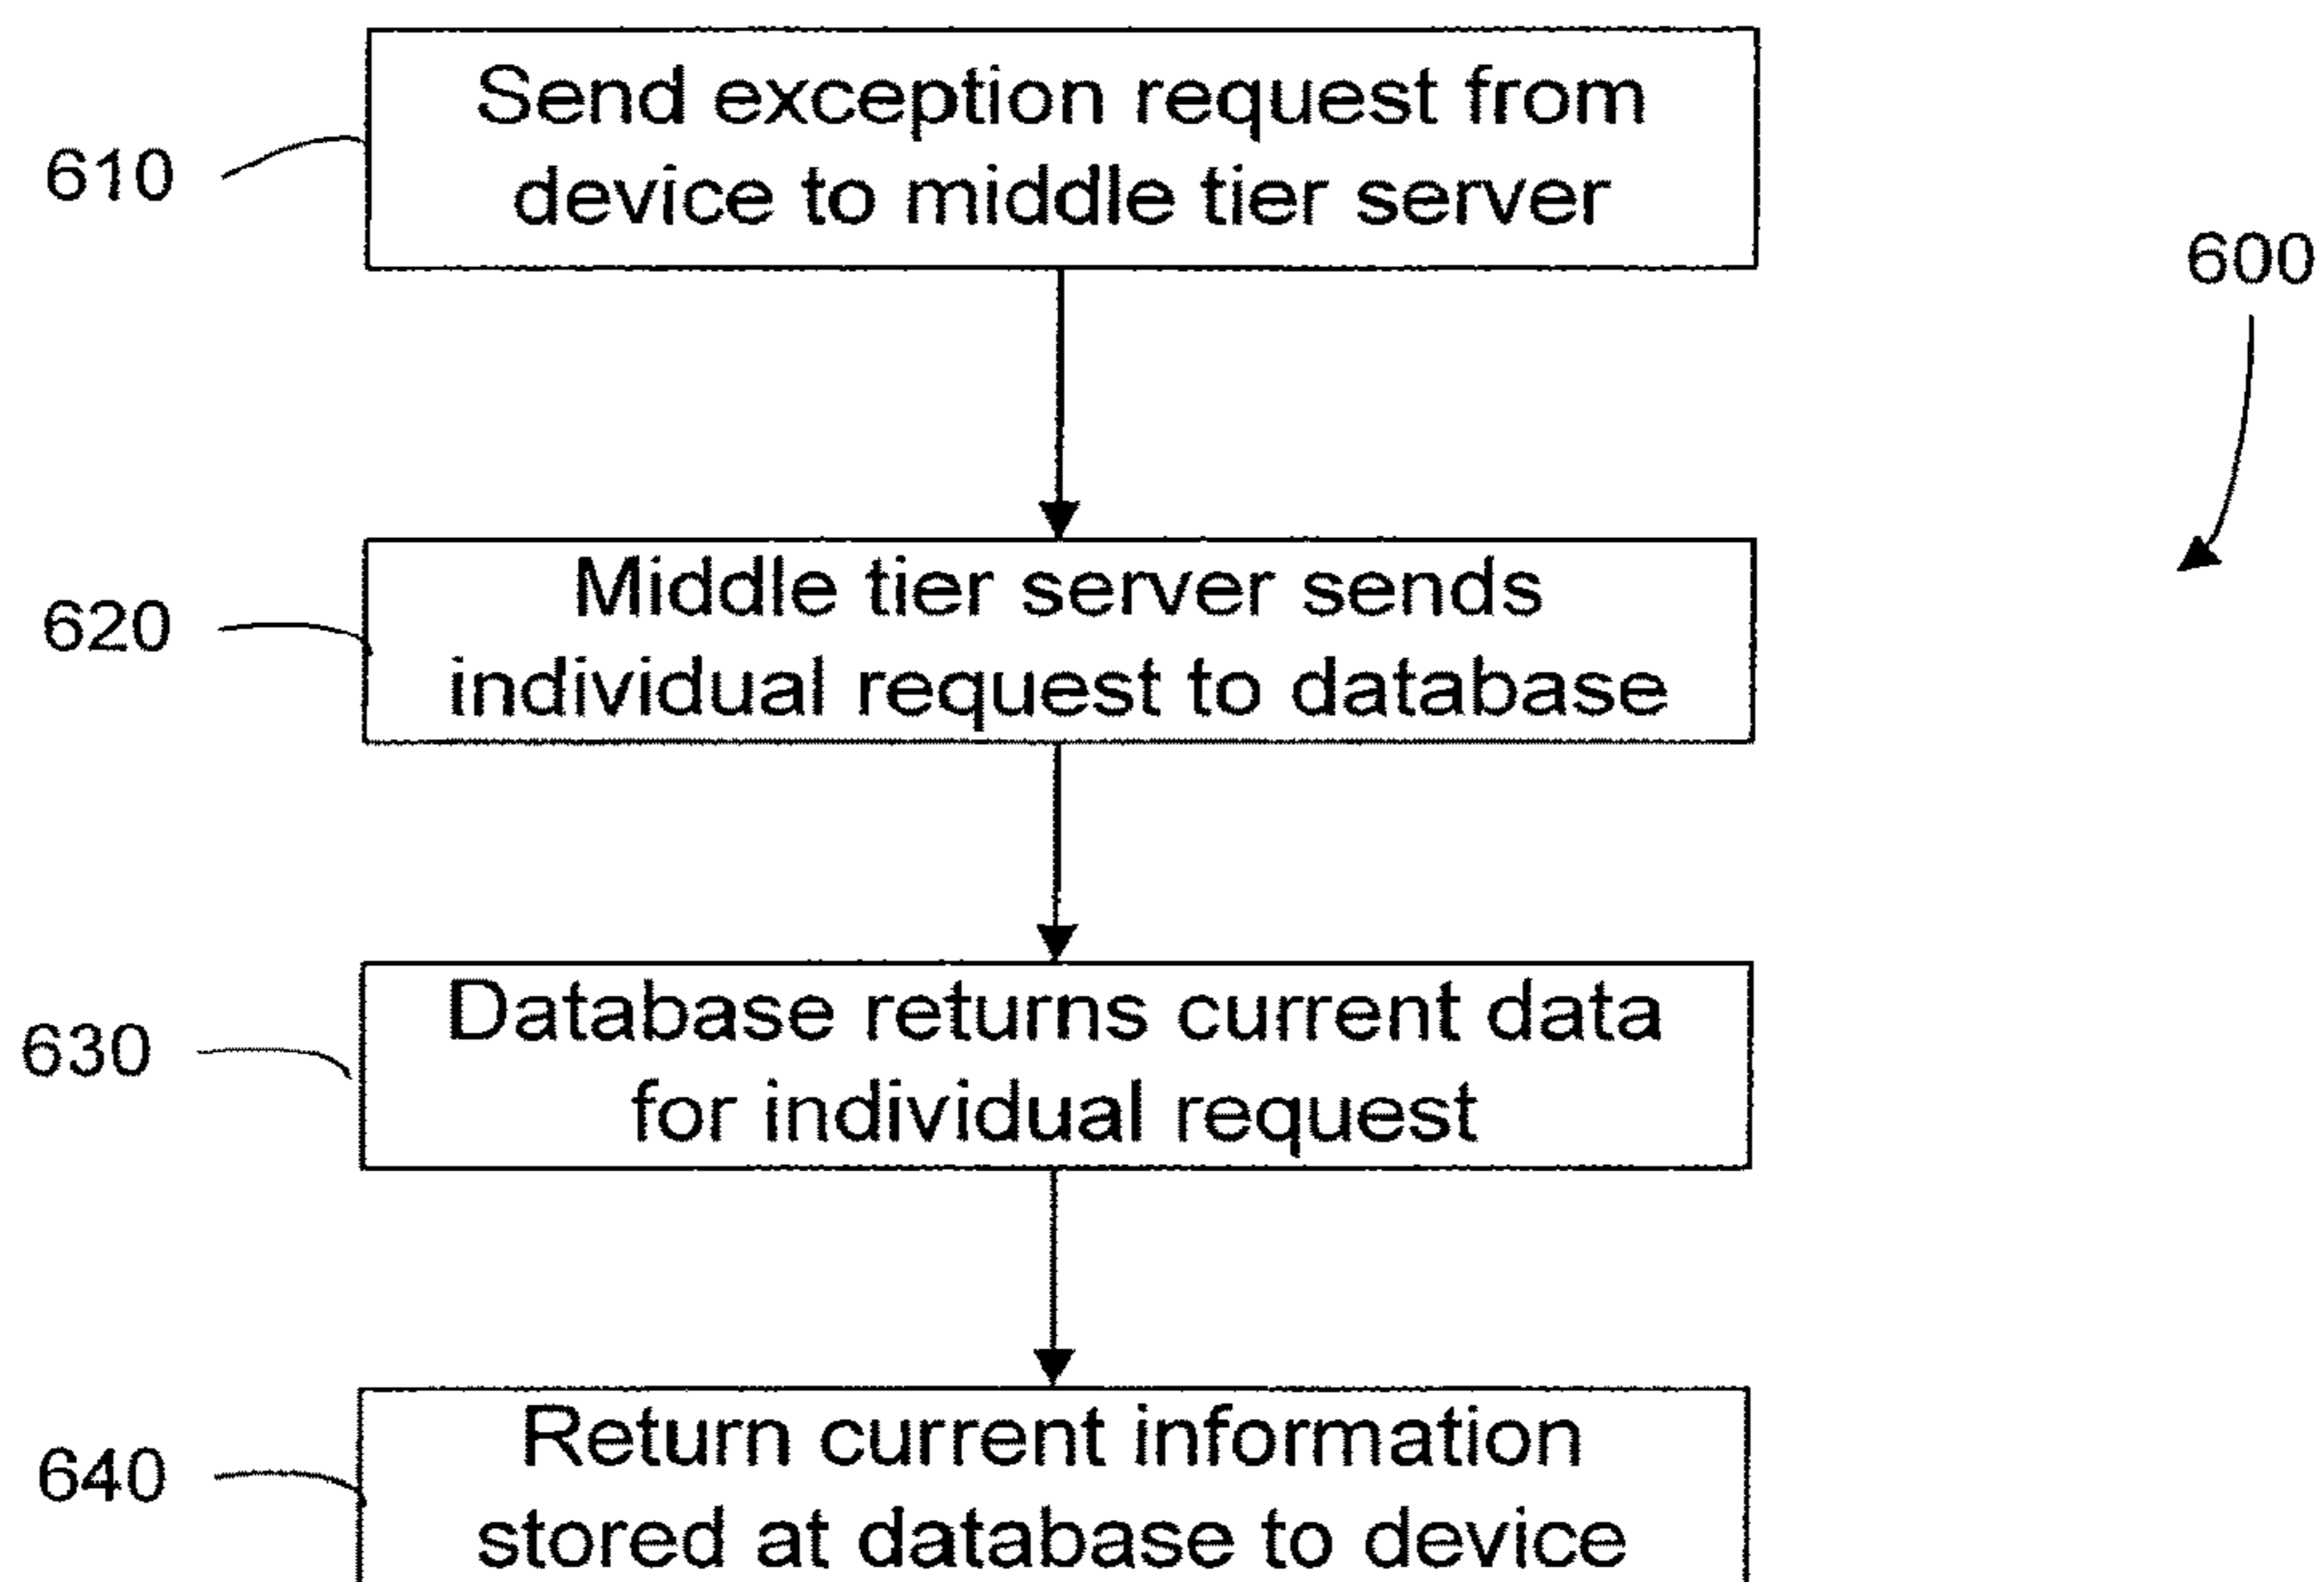 Send exception request from
device to middle tier server
610
600
Middle tier server sends
individual request to database
620
Database returns current data
for individual request
630
Return current information
stored at database to device
640